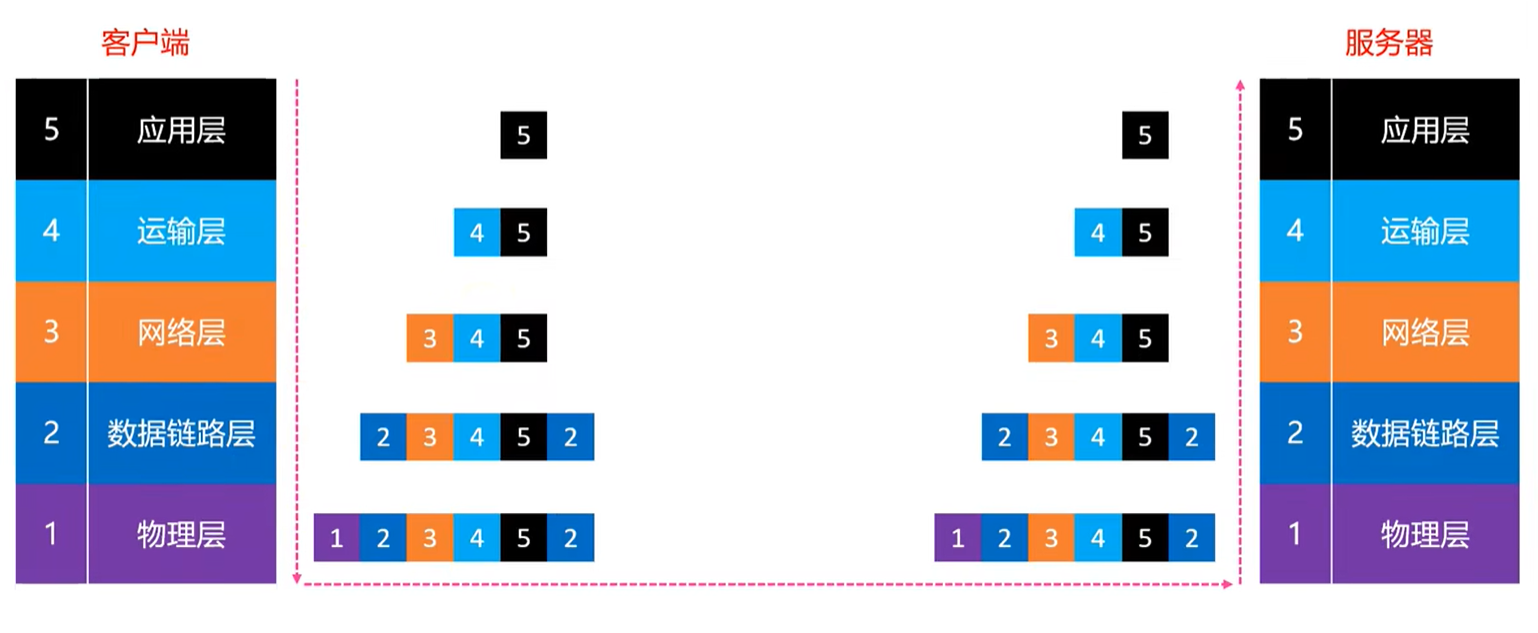 客户端 服务器
5 应用层 5 5 5 应用层
4 运输层 4 5 4 5 4 运输层
3 网络层 3 4 5 3 4 5 3 网络层
2 数据链路层 2 3 4 5 2 2 3 4 5 2 2 数据链路层
1 物理层 1 2 3 4 5 2 1 2 3 4 5 2 1 物理层